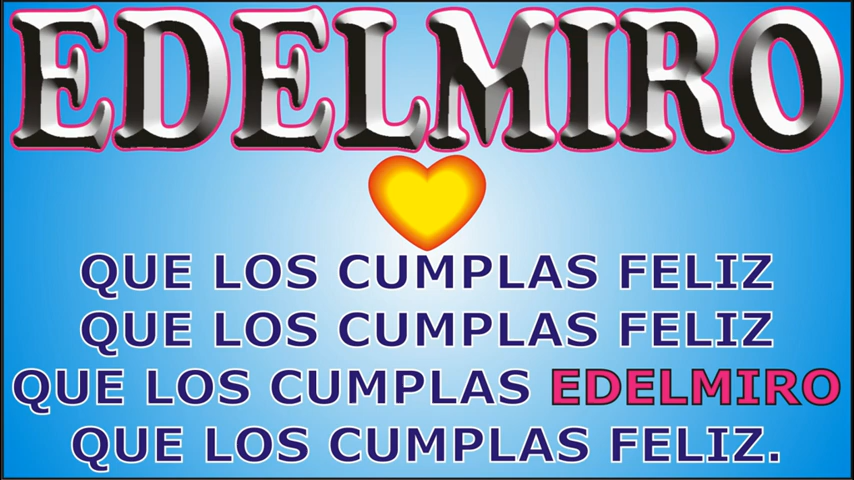 EDELMIRO
QUE LOS CUMPLAS FELIZ
QUE LOS CUMPLAS FELIZ
QUE LOS CUMPLAS EDELMIRO
QUE LOS CUMPLAS FELIZ.